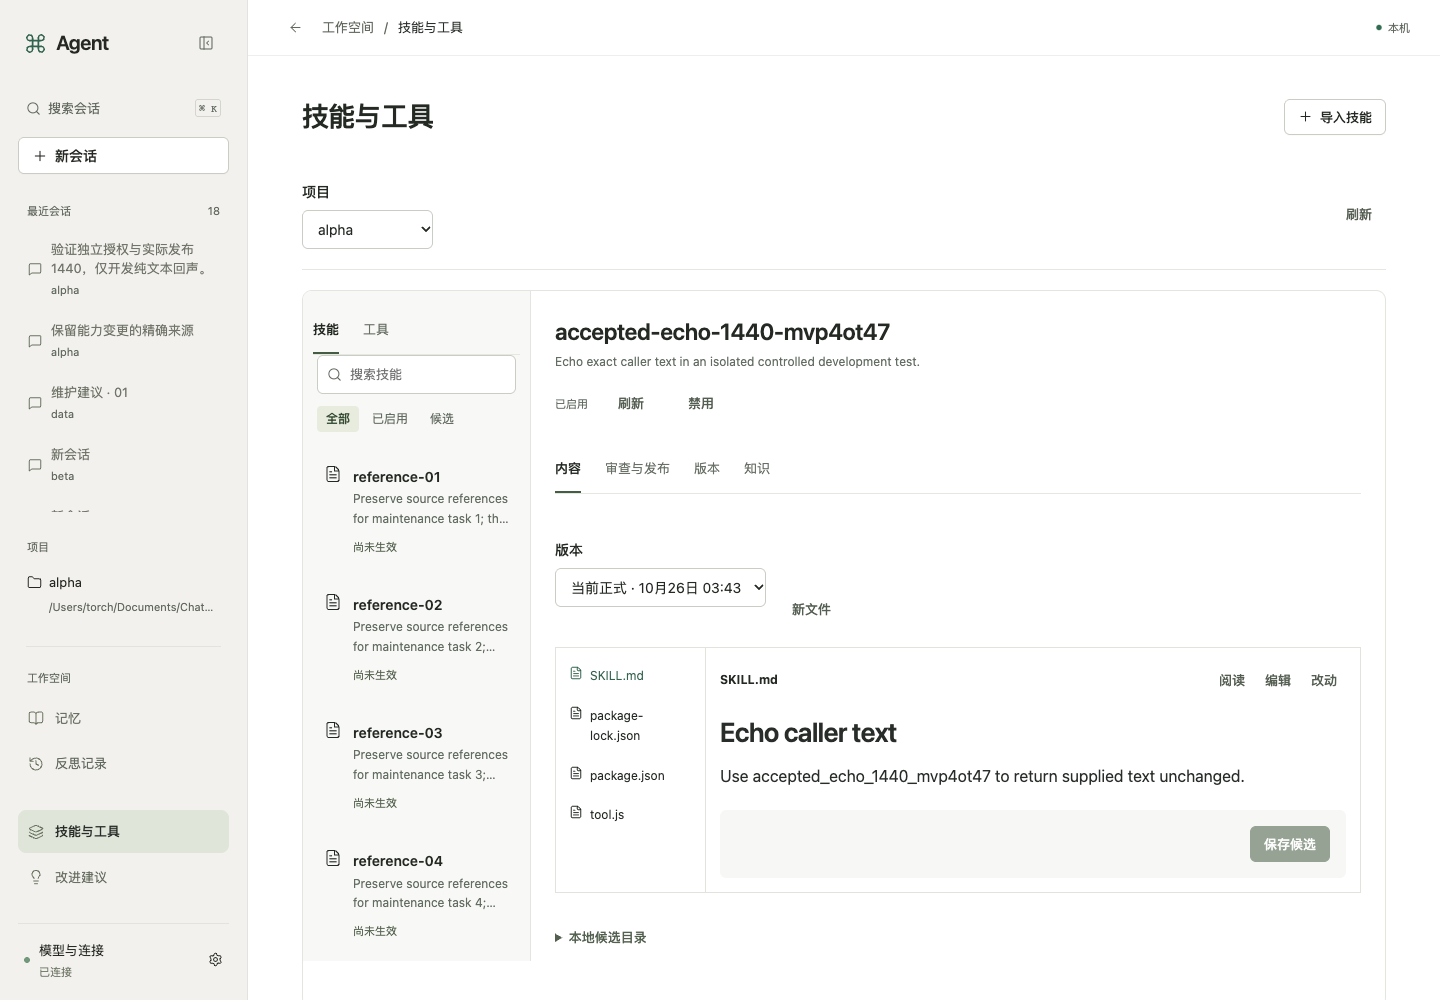 Agent
搜索会话
⌘ K
新会话
最近会话 18
验证独立授权与实际发布
1440，仅开发纯文本回声。
alpha
保留能力变更的精确来源
alpha
维护建议 · 01
data
新会话
beta
项目
alpha
/Users/torch/Documents/Chat...
工作空间
记忆
反思记录
技能与工具
改进建议
模型与连接
已连接
工作空间 / 技能与工具
本机
技能与工具
导入技能
项目
alpha
刷新
技能 工具
搜索技能
全部 已启用 候选
reference-01
Preserve source references
for maintenance task 1; th...
尚未生效
reference-02
Preserve source references
for maintenance task 2;...
尚未生效
reference-03
Preserve source references
for maintenance task 3;...
尚未生效
reference-04
Preserve source references
for maintenance task 4;...
尚未生效
accepted-echo-1440-mvp4ot47
Echo exact caller text in an isolated controlled development test.
已启用 刷新 禁用
内容 审查与发布 版本 知识
版本
当前正式 · 10月26日 03:43
新文件
SKILL.md
package-
lock.json
package.json
tool.js
SKILL.md 阅读 编辑 改动
Echo caller text
Use accepted_echo_1440_mvp4ot47 to return supplied text unchanged.
保存候选
本地候选目录